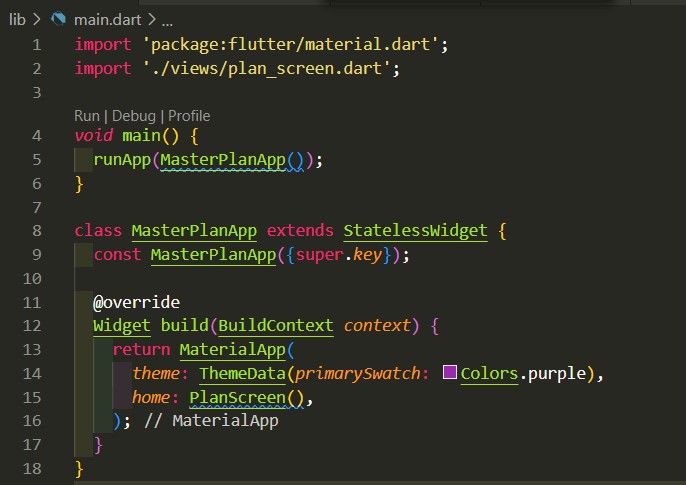 lib > main.dart > ...
1 import 'package:flutter/material.dart';
2 import './views/plan_screen.dart';
3
Run | Debug | Profile
4 void main() {
5   runApp(MasterPlanApp());
6 }
7
8 class MasterPlanApp extends StatelessWidget {
9   const MasterPlanApp({super.key});
10
11   @override
12   Widget build(BuildContext context) {
13     return MaterialApp(
14       theme: ThemeData(primarySwatch: Colors.purple),
15       home: PlanScreen(),
16     ); // MaterialApp
17   }
18 }